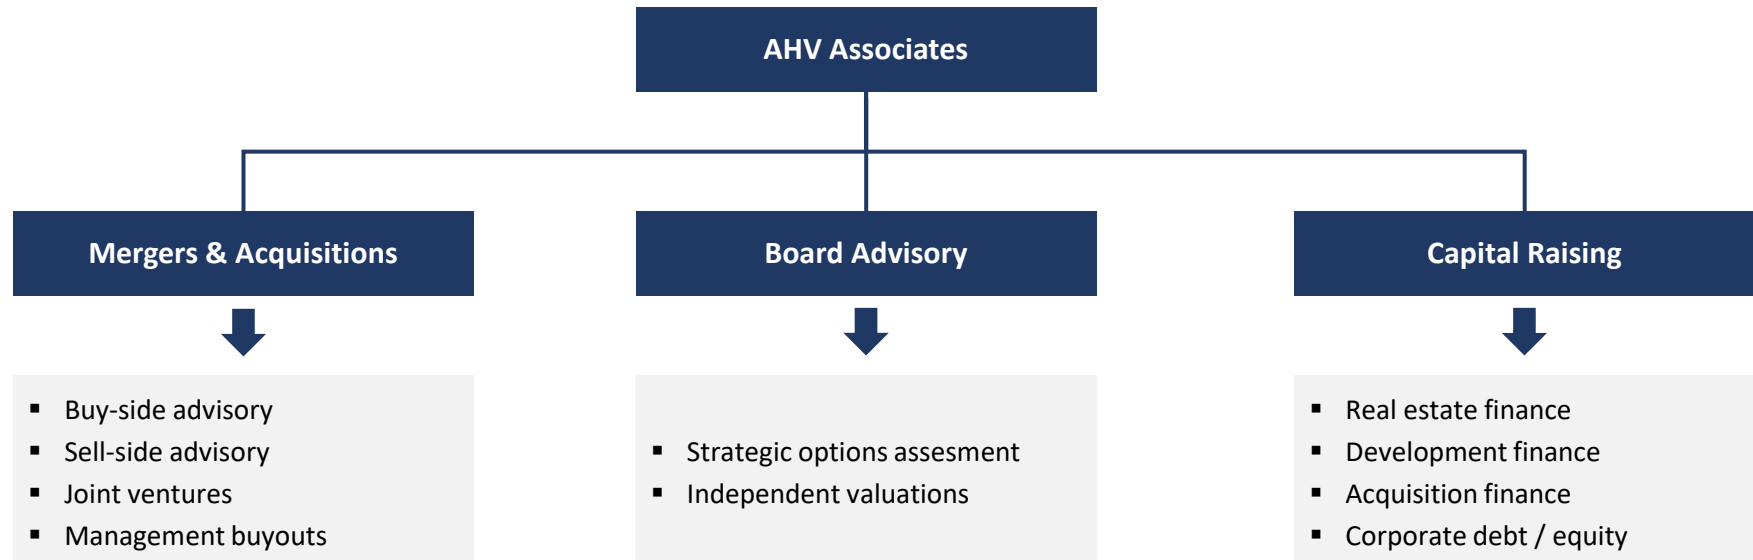 AHV Associates
Mergers & Acquisitions
Board Advisory
Capital Raising
▪ Buy-side advisory
▪ Sell-side advisory
▪ Joint ventures
▪ Management buyouts
▪ Strategic options assesment
▪ Independent valuations
▪ Real estate finance
▪ Development finance
▪ Acquisition finance
▪ Corporate debt / equity